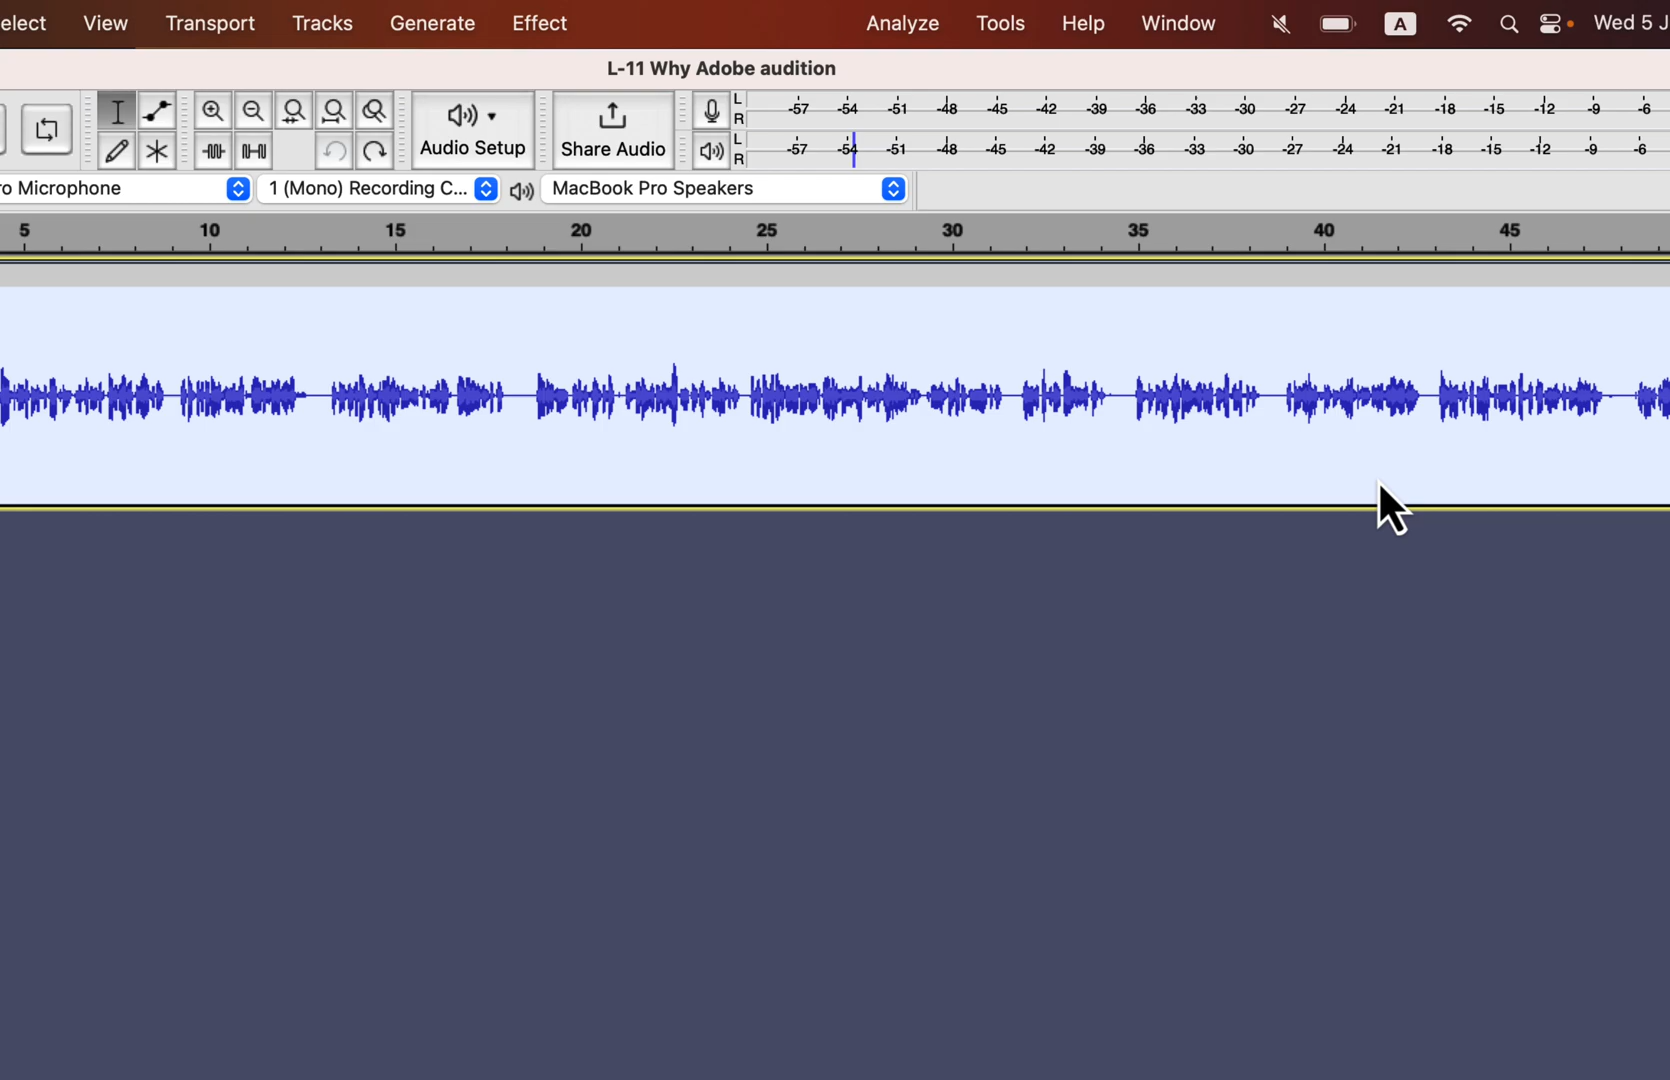 elect View Transport Tracks Generate Effect Analyze Tools Help Window A Wed 5 J
L-11 Why Adobe audition
L -57 -54 -51 -48 -45 -42 -39 -36 -33 -30 -27 -24 -21 -18 -15 -12 -9 -6
R
Audio Setup
Share Audio
L
R -57 -54 -51 -48 -45 -42 -39 -36 -33 -30 -27 -24 -21 -18 -15 -12 -9 -6
ro Microphone 1 (Mono) Recording C... MacBook Pro Speakers
5 10 15 20 25 30 35 40 45